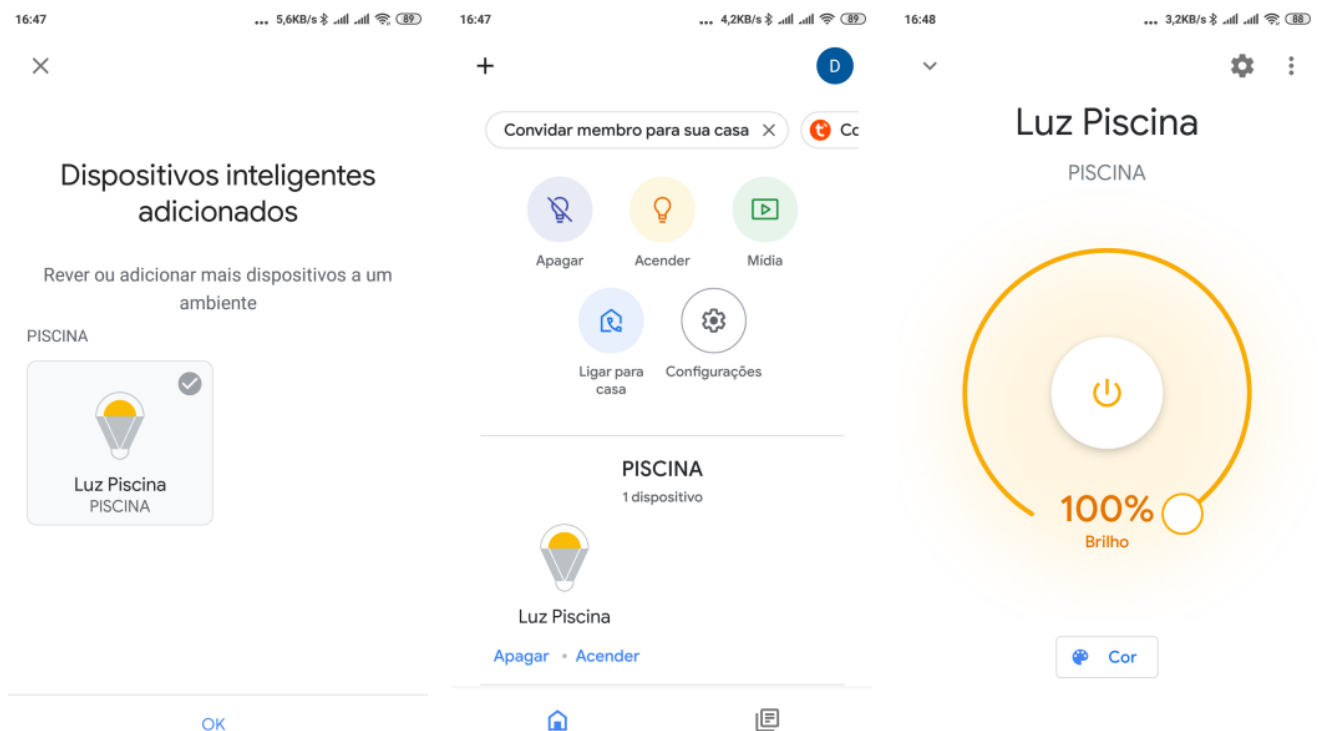 16:47
... 5,6KB/s 89
Dispositivos inteligentes
adicionados
Rever ou adicionar mais dispositivos a um
ambiente
PISCINA
Luz Piscina
PISCINA
OK
16:47
... 4,2KB/s 89
D
Convidar membro para sua casa
Co
Apagar
Acender
Mídia
Ligar para
casa
Configurações
PISCINA
1 dispositivo
Luz Piscina
Apagar • Acender
16:48
... 3,2KB/s 88
Luz Piscina
PISCINA
100%
Brilho
Cor